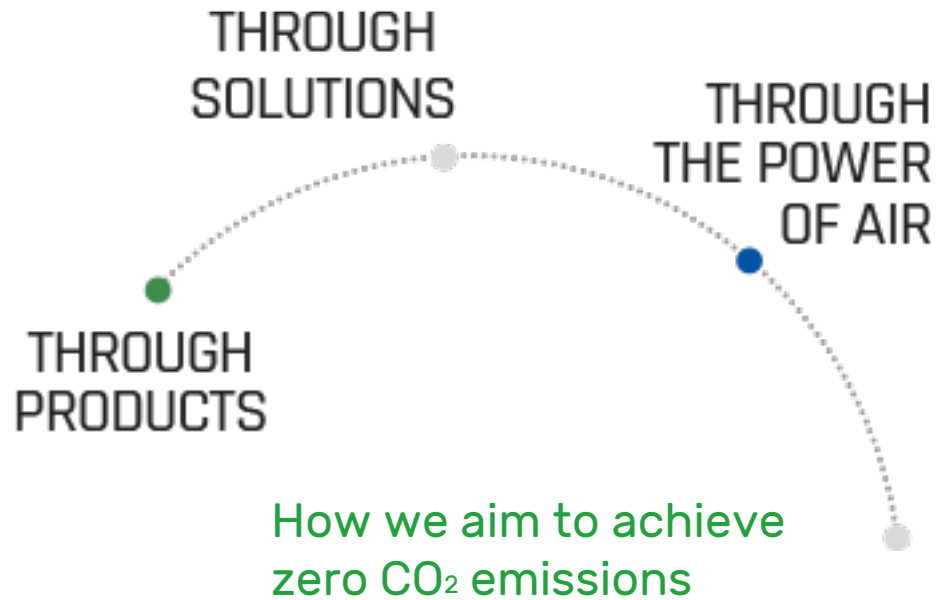 THROUGH
SOLUTIONS
THROUGH
THE POWER
OF AIR
THROUGH
PRODUCTS
How we aim to achieve
zero CO₂ emissions